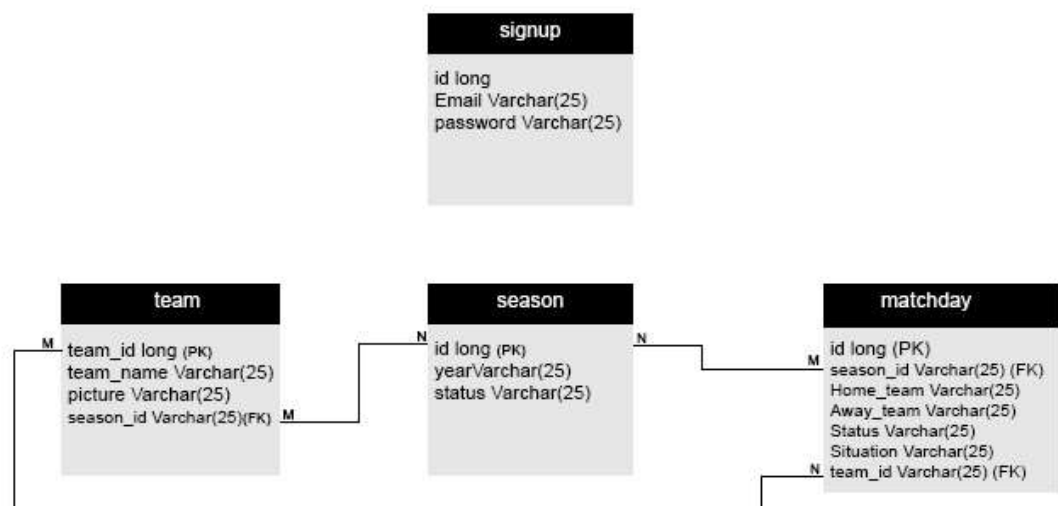 signup
id long
Email Varchar(25)
password Varchar(25)
team
team_id long (PK)
team_name Varchar(25)
picture Varchar(25)
season_id Varchar(25)(FK)
M
M
season
id long (PK)
yearVarchar(25)
status Varchar(25)
N
N
matchday
id long (PK)
season_id Varchar(25) (FK)
Home_team Varchar(25)
Away_team Varchar(25)
Status Varchar(25)
Situation Varchar(25)
team_id Varchar(25) (FK)
M
N